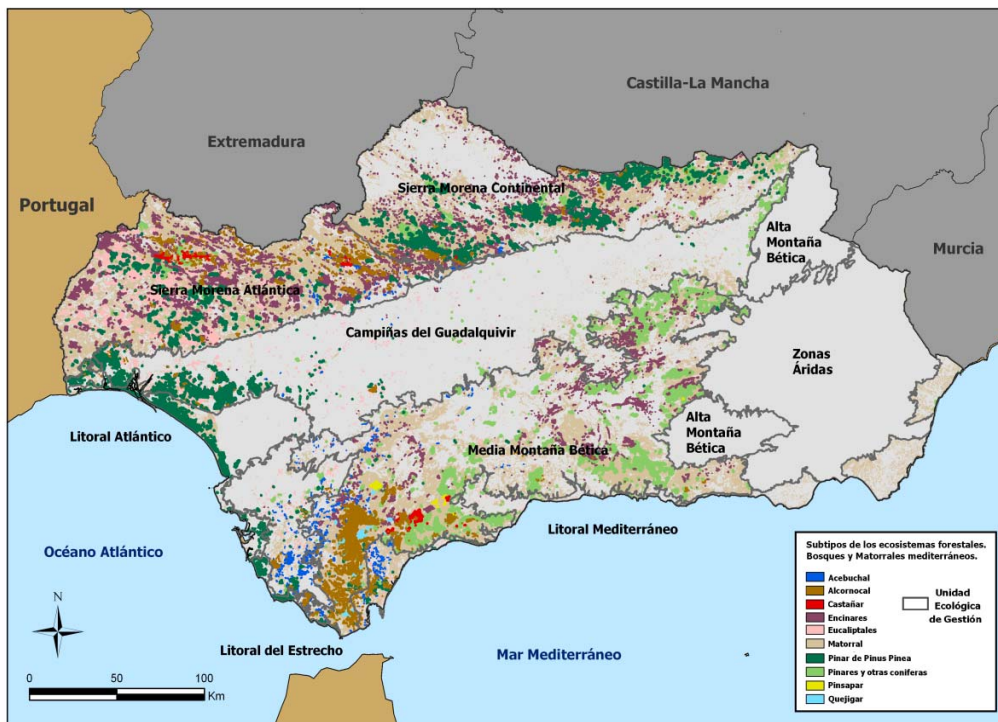 Castilla-La Mancha
Extremadura
Sierra Morena Continental
Portugal
Alta
Montaña
Bética
Murcia
Sierra Morena Atlántica
Campiñas del Guadalquivir
Zonas
Áridas
Litoral Atlántico
Alta
Montaña
Bética
Media Montaña Bética
Litoral Mediterráneo
Océano Atlántico
Subtipos de los ecosistemas forestales.
Bosques y Matorrales mediterráneos.
Acebuchal
Alcornocal
Castañar
Encinares
Eucaliptales
Matorral
Pinar de Pinus Pinea
Pinares y otras coniferas
Pinsapar
Quejigar
Unidad
Ecológica
de Gestión
N
Litoral del Estrecho
Mar Mediterráneo
0 50 100
Km